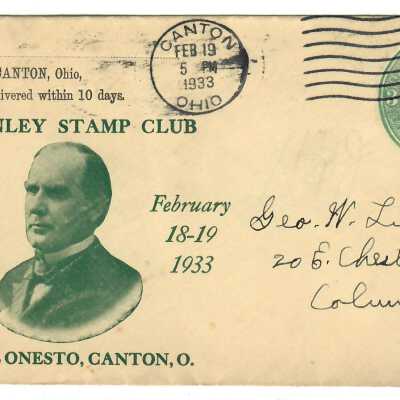 CANTON
FEB 19
5 PM
1933
OHIO
CANTON, Ohio,
ivered within 10 days.
NLEY STAMP CLUB
February
18-19
1933
Geo. W. L
20 E. Chest
Colum
ONESTO, CANTON, O.